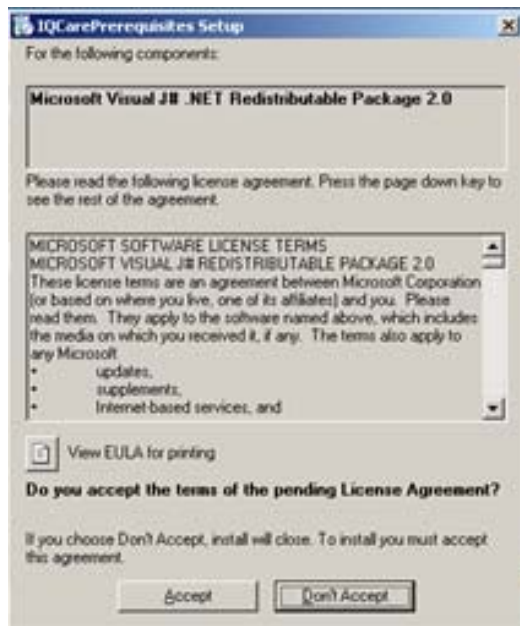 IQCarePrerequisites Setup
For the following components:
Microsoft Visual J# .NET Redistributable Package 2.0
Please read the following license agreement. Press the page down key to
see the rest of the agreement.
MICROSOFT SOFTWARE LICENSE TERMS
MICROSOFT VISUAL J# REDISTRIBUTABLE PACKAGE 2.0
These license terms are an agreement between Microsoft Corporation
(or based on where you live, one of its affiliates) and you. Please
read them. They apply to the software named above, which includes
the media on which you received it, if any. The terms also apply to
any Microsoft
• updates,
• supplements,
• Internet-based services, and
View EULA for printing
Do you accept the terms of the pending License Agreement?
If you choose Don't Accept, install will close. To install you must accept
this agreement.
Accept
Don't Accept